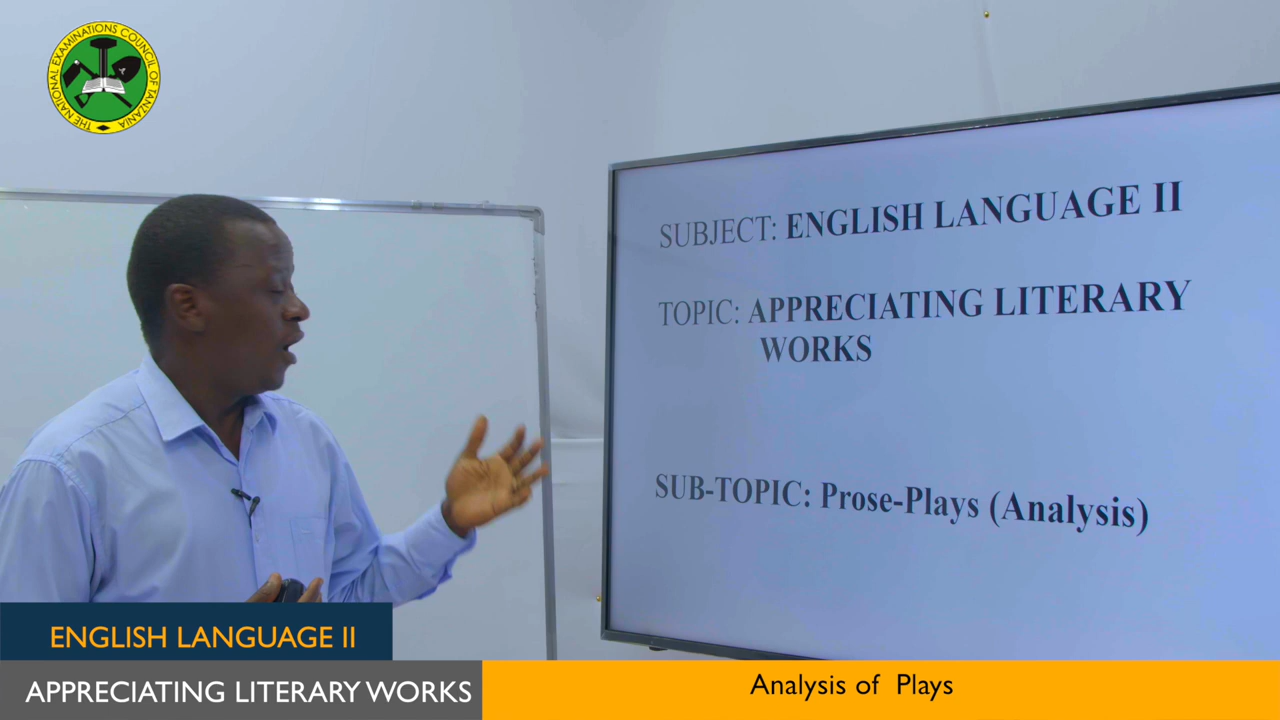 THE NATIONAL EXAMINATIONS COUNCIL OF TANZANIA
SUBJECT: ENGLISH LANGUAGE II
TOPIC: APPRECIATING LITERARY
WORKS
SUB-TOPIC: Prose-Plays (Analysis)
ENGLISH LANGUAGE II
APPRECIATING LITERARY WORKS
Analysis of Plays